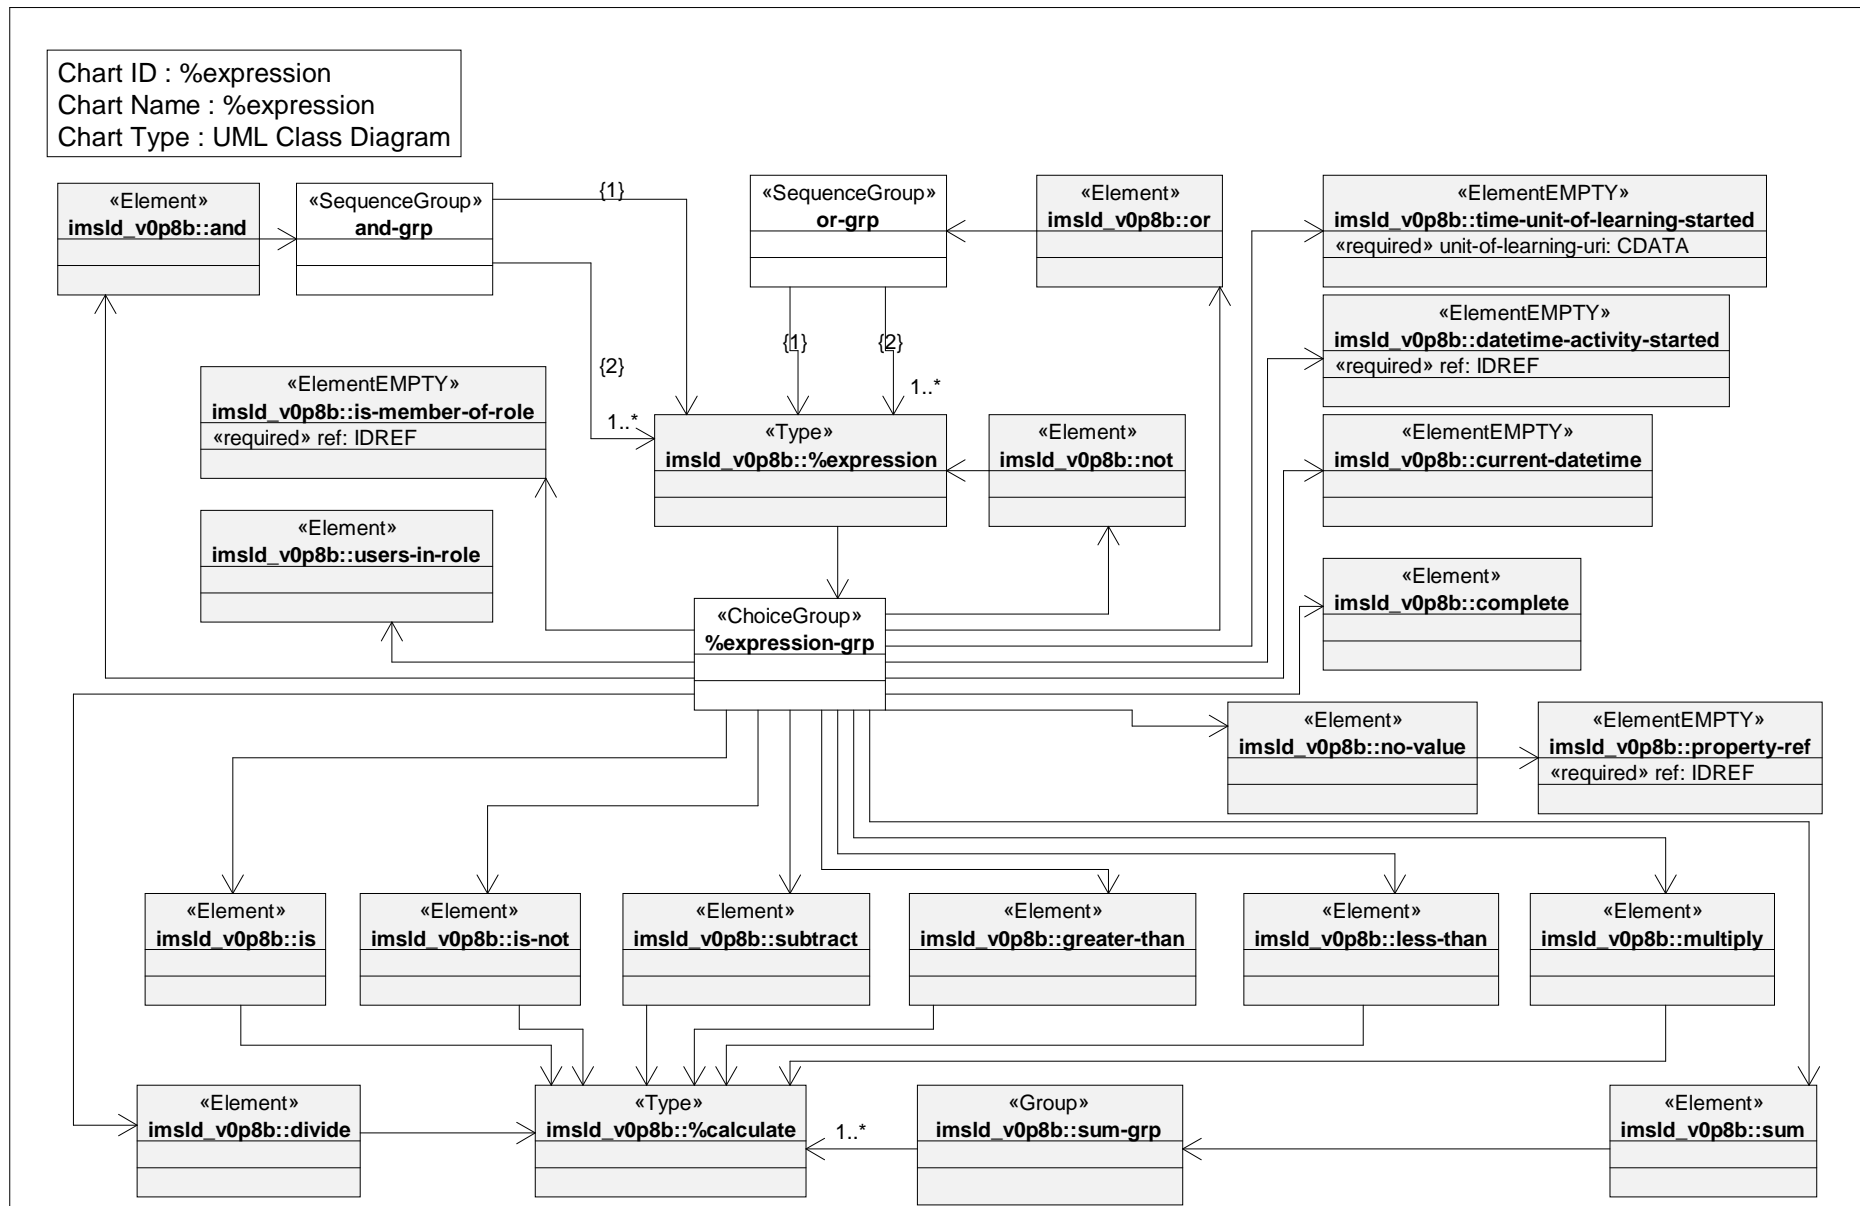 Chart ID : %expression
Chart Name : %expression
Chart Type : UML Class Diagram
«Element»
imsld_v0p8b::and
«SequenceGroup»
and-grp
{1}
{2}
1..*
«SequenceGroup»
or-grp
{1}
{2}
1..*
«Element»
imsld_v0p8b::or
«ElementEMPTY»
imsld_v0p8b::time-unit-of-learning-started
«required» unit-of-learning-uri: CDATA
«ElementEMPTY»
imsld_v0p8b::datetime-activity-started
«required» ref: IDREF
«ElementEMPTY»
imsld_v0p8b::is-member-of-role
«required» ref: IDREF
«Type»
imsld_v0p8b::%expression
«Element»
imsld_v0p8b::not
«ElementEMPTY»
imsld_v0p8b::current-datetime
«Element»
imsld_v0p8b::users-in-role
«ChoiceGroup»
%expression-grp
«Element»
imsld_v0p8b::complete
«Element»
imsld_v0p8b::no-value
«ElementEMPTY»
imsld_v0p8b::property-ref
«required» ref: IDREF
«Element»
imsld_v0p8b::is
«Element»
imsld_v0p8b::is-not
«Element»
imsld_v0p8b::subtract
«Element»
imsld_v0p8b::greater-than
«Element»
imsld_v0p8b::less-than
«Element»
imsld_v0p8b::multiply
«Element»
imsld_v0p8b::divide
«Type»
imsld_v0p8b::%calculate
1..*
«Group»
imsld_v0p8b::sum-grp
«Element»
imsld_v0p8b::sum